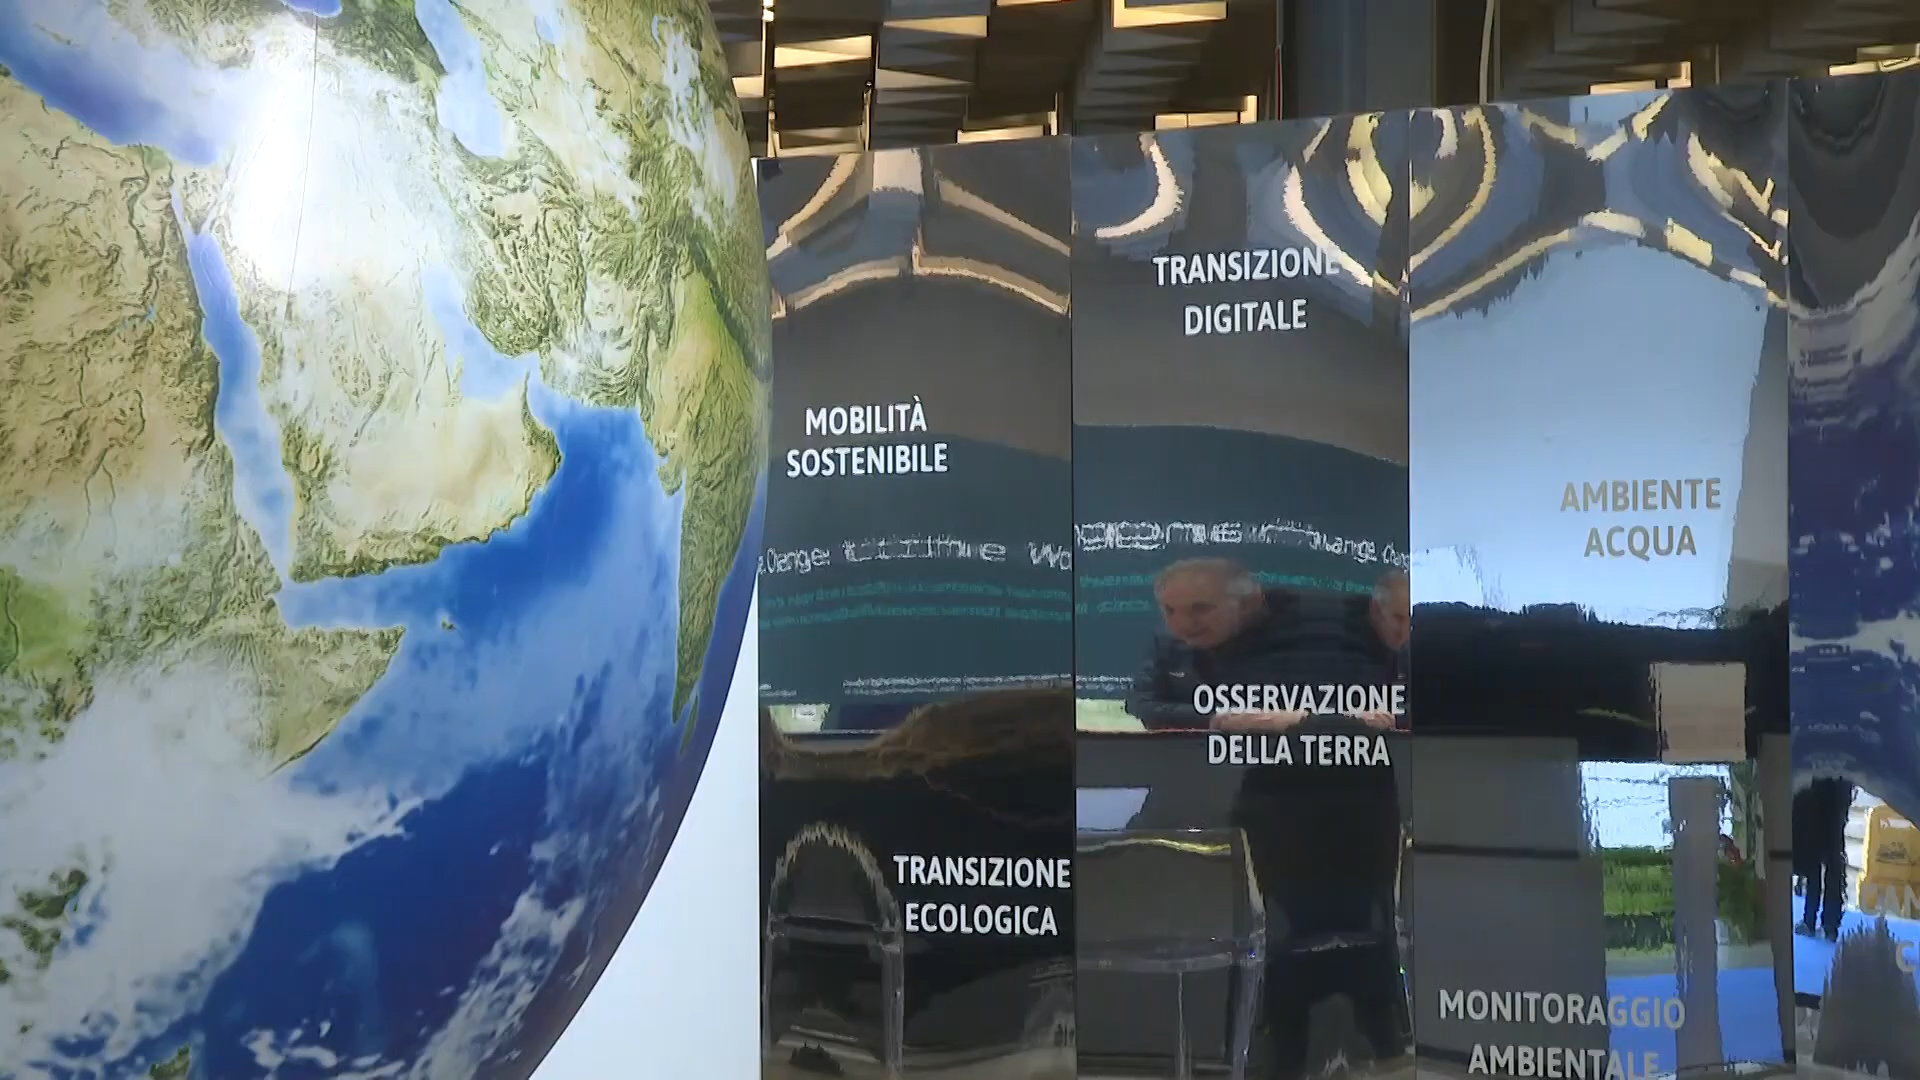 MOBILITÀ
SOSTENIBILE
TRANSIZIONE
DIGITALE
AMBIENTE
ACQUA
OSSERVAZIONE
DELLA TERRA
TRANSIZIONE
ECOLOGICA
MONITORAGGIO
AMBIENTALE